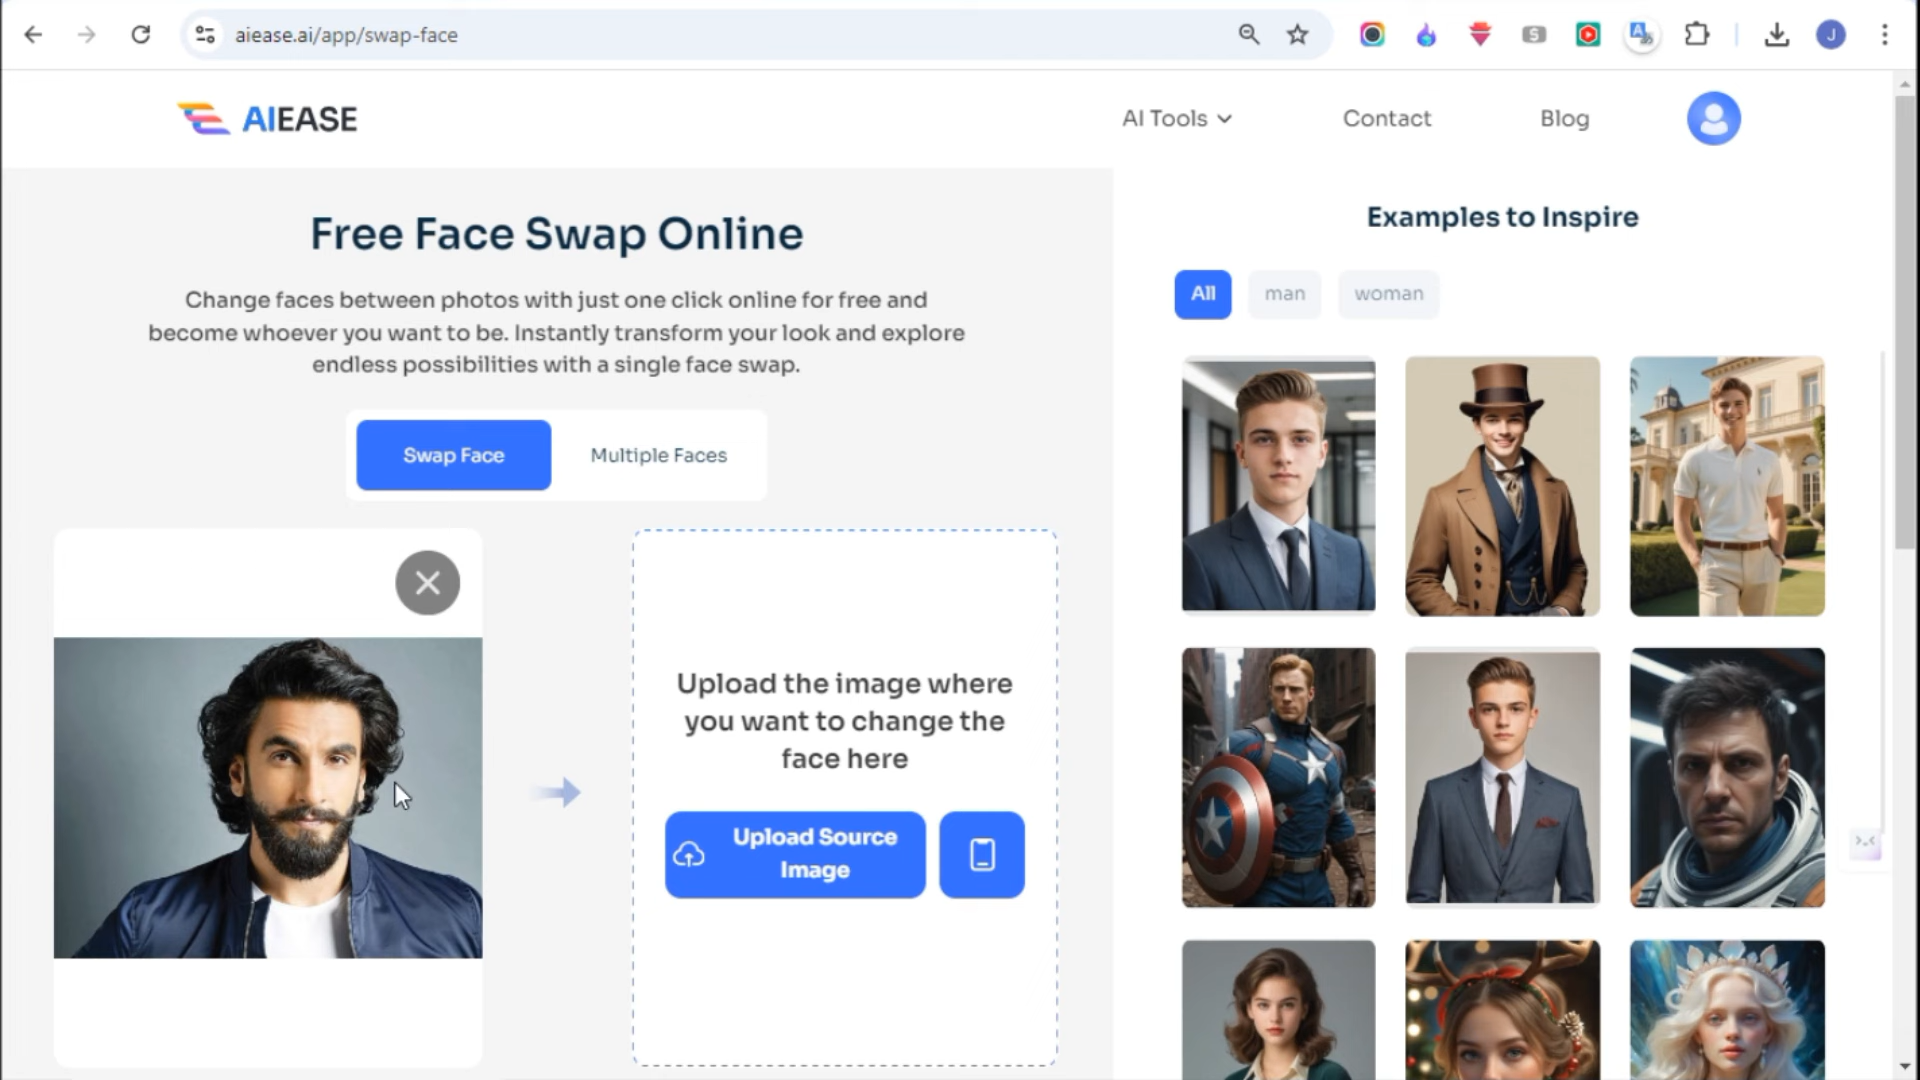 aiease.ai/app/swap-face
S
A
J
AIEASE
AI Tools
Contact
Blog
Free Face Swap Online
Change faces between photos with just one click online for free and
become whoever you want to be. Instantly transform your look and explore
endless possibilities with a single face swap.
Swap Face
Multiple Faces
Upload the image where
you want to change the
face here
Upload Source
Image
Examples to Inspire
All
man
woman